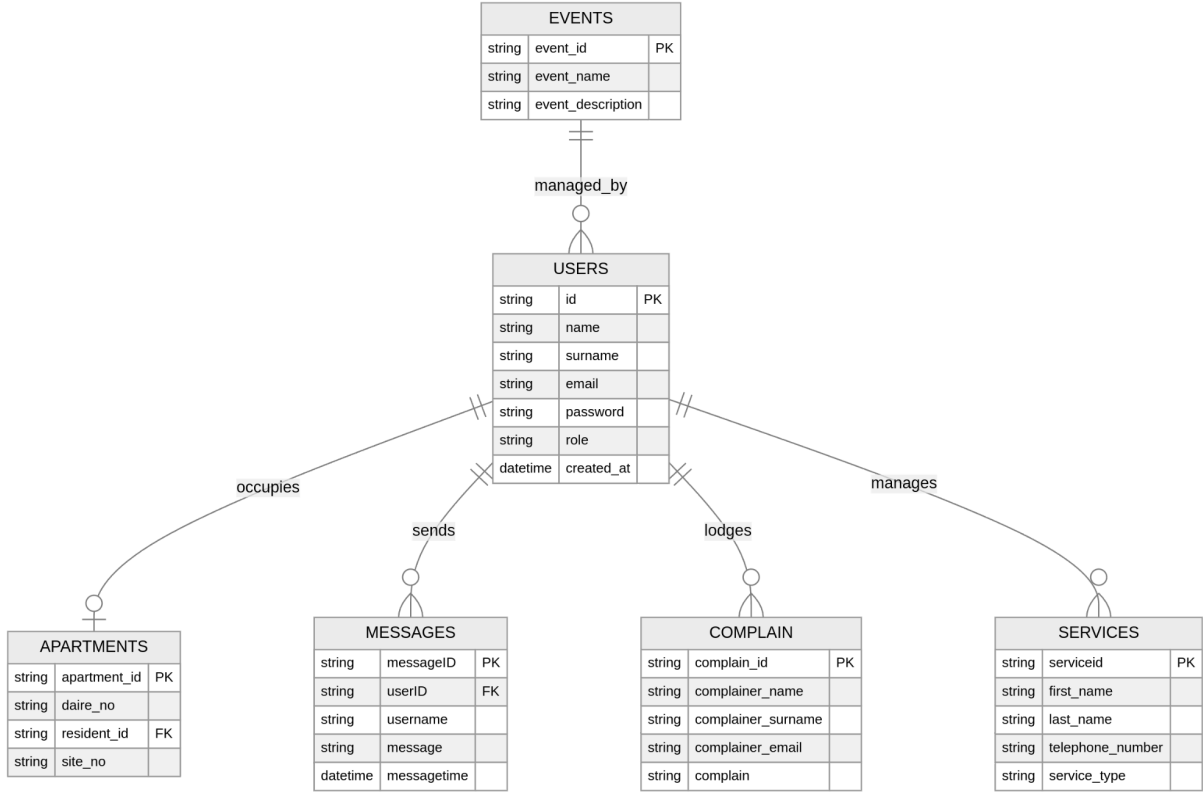 EVENTS
string event_id PK
string event_name
string event_description
managed_by
USERS
string id PK
string name
string surname
string email
string password
string role
datetime created_at
occupies
sends
lodges
manages
APARTMENTS
string apartment_id PK
string daire_no
string resident_id FK
string site_no
MESSAGES
string messageID PK
string userID FK
string username
string message
datetime messagetime
COMPLAIN
string complain_id PK
string complainer_name
string complainer_surname
string complainer_email
string complain
SERVICES
string serviceid PK
string first_name
string last_name
string telephone_number
string service_type